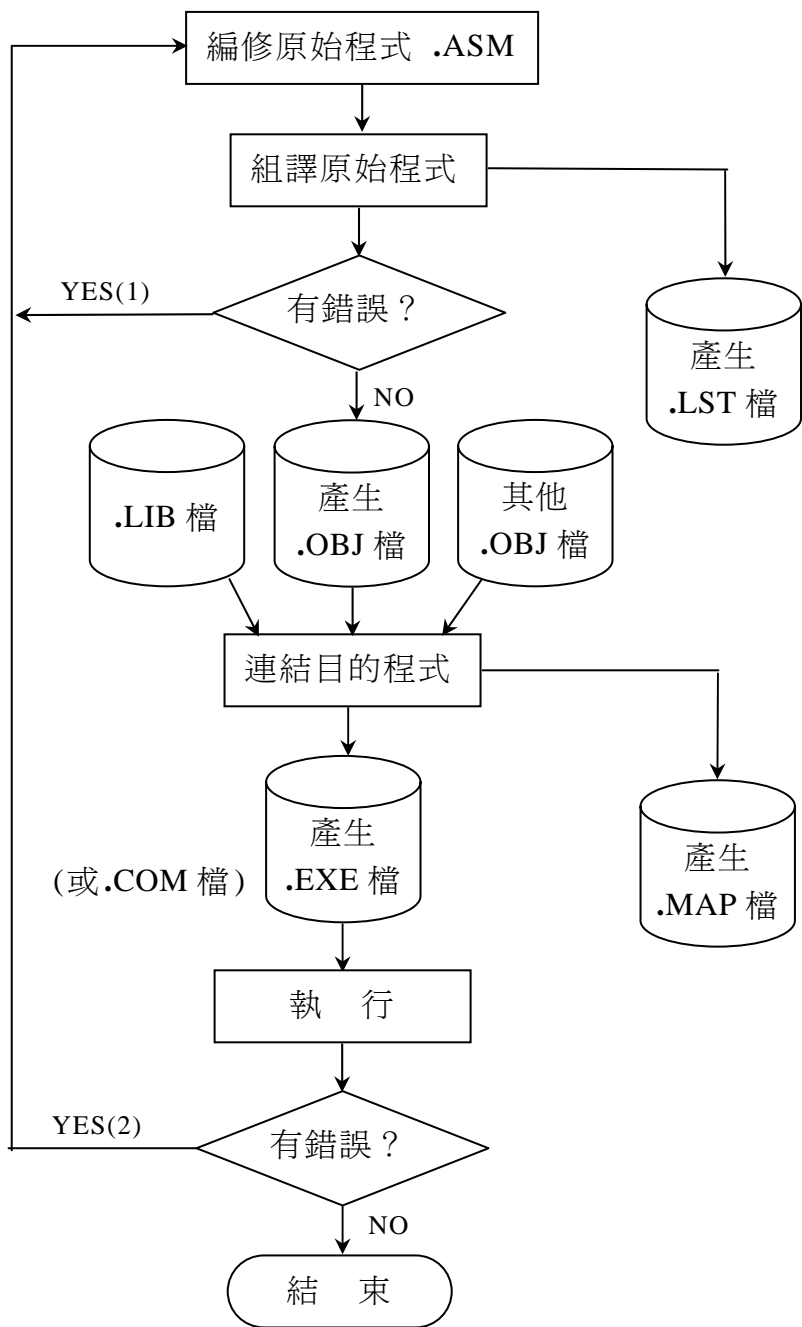 編修原始程式 .ASM
組譯原始程式
YES(1)
有錯誤？
產生
.LST 檔
NO
.LIB 檔
產生
.OBJ 檔
其他
.OBJ 檔
連結目的程式
(或.COM 檔)
產生
.EXE 檔
產生
.MAP 檔
執 行
YES(2)
有錯誤？
NO
結 束